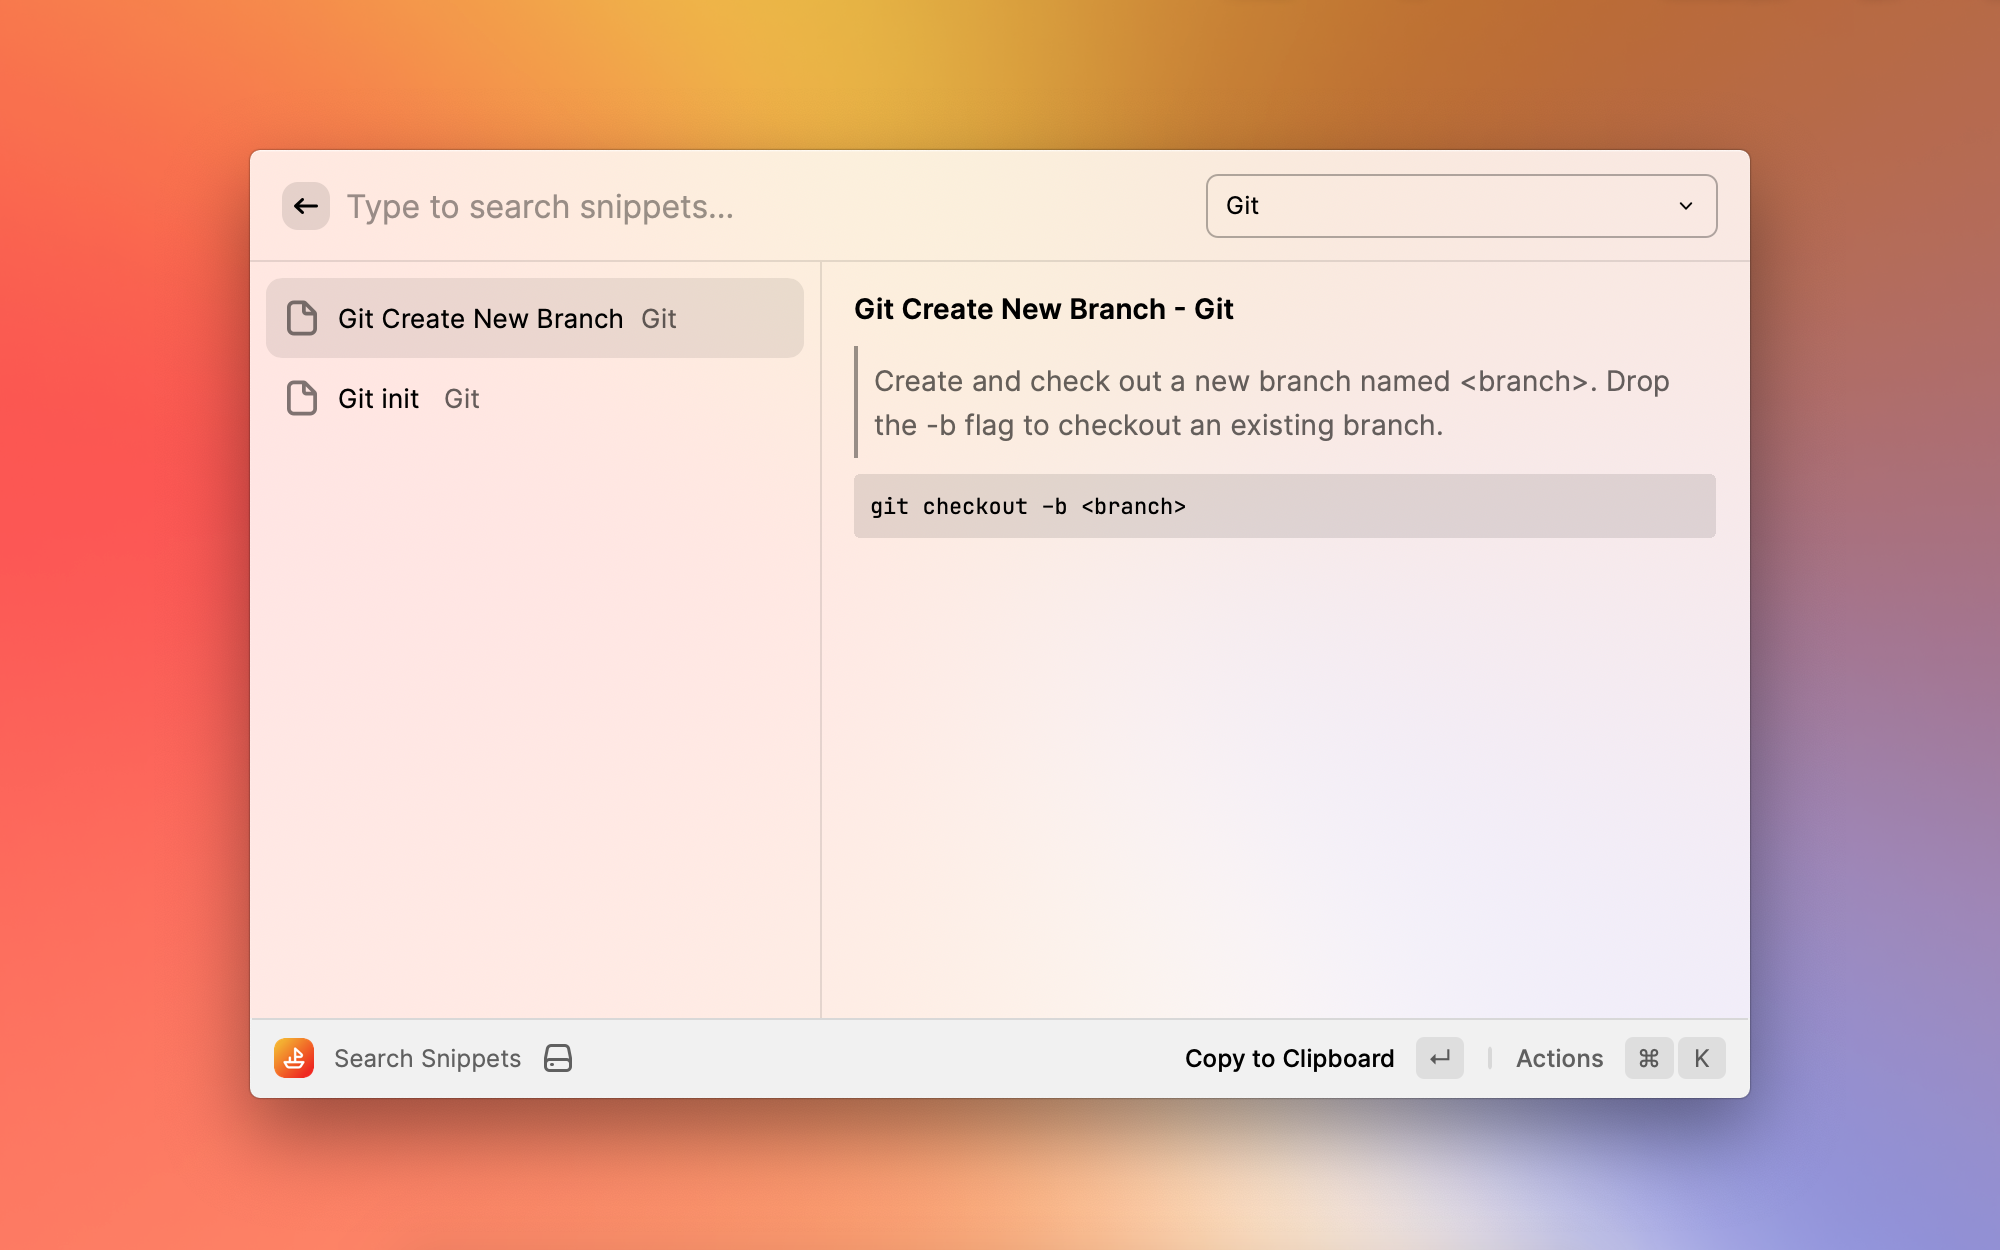 Type to search snippets...
Git
Git Create New Branch Git
Git init Git
Git Create New Branch - Git
Create and check out a new branch named <branch>. Drop
the -b flag to checkout an existing branch.
git checkout -b <branch>
Search Snippets
Copy to Clipboard ↵ Actions ⌘ K